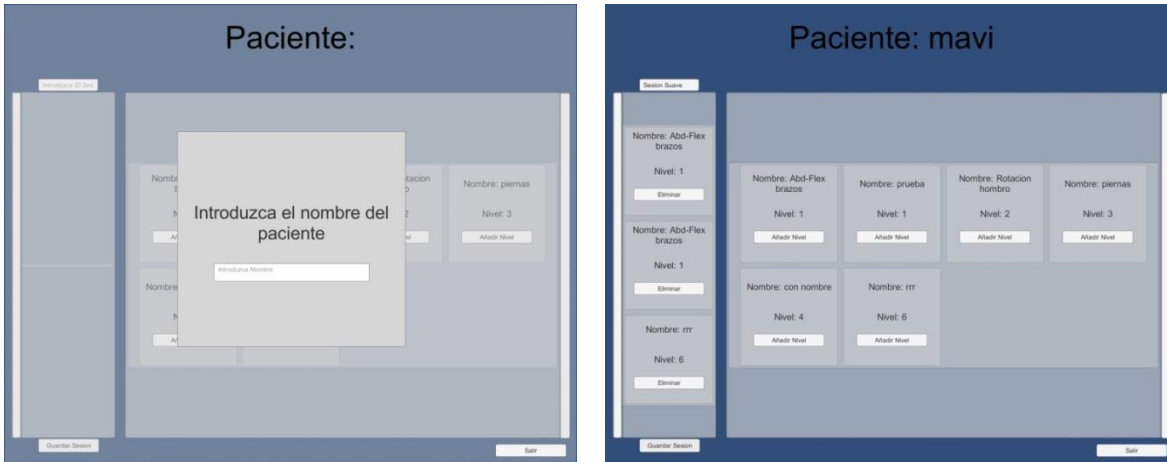 Paciente:
Introduzca ID Ses
Nomb
Nombre: piernas
Nivel: 3
Añadir Nivel
Introduzca el nombre del
paciente
Introduzca Nombre
Nombre
Guardar Sesion
Salir
Paciente: mavi
Sesion Suave
Nombre: Abd-Flex
brazos
Nivel: 1
Eliminar
Nombre: Abd-Flex
brazos
Nivel: 1
Eliminar
Nombre: rrr
Nivel: 6
Eliminar
Guardar Sesion
Nombre: Abd-Flex
brazos
Nivel: 1
Añadir Nivel
Nombre: prueba
Nivel: 1
Añadir Nivel
Nombre: Rotacion
hombro
Nivel: 2
Añadir Nivel
Nombre: piernas
Nivel: 3
Añadir Nivel
Nombre: con nombre
Nivel: 4
Añadir Nivel
Nombre: rrr
Nivel: 6
Añadir Nivel
Salir